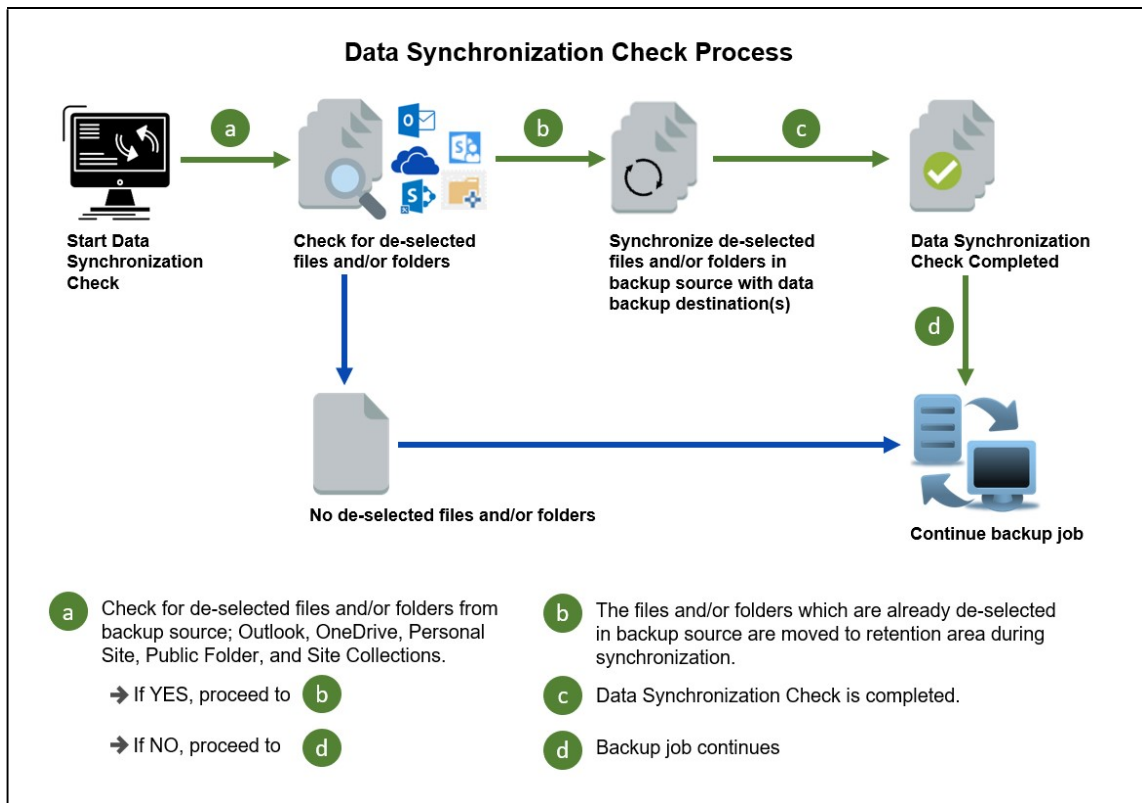 Data Synchronization Check Process
a
b
c
Start Data
Synchronization
Check
Check for de-selected
files and/or folders
Synchronize de-selected
files and/or folders in
backup source with data
backup destination(s)
Data Synchronization
Check Completed
d
No de-selected files and/or folders
Continue backup job
a Check for de-selected files and/or folders from
backup source; Outlook, OneDrive, Personal
Site, Public Folder, and Site Collections.
➔ If YES, proceed to b
➔ If NO, proceed to d
b The files and/or folders which are already de-selected
in backup source are moved to retention area during
synchronization.
c Data Synchronization Check is completed.
d Backup job continues